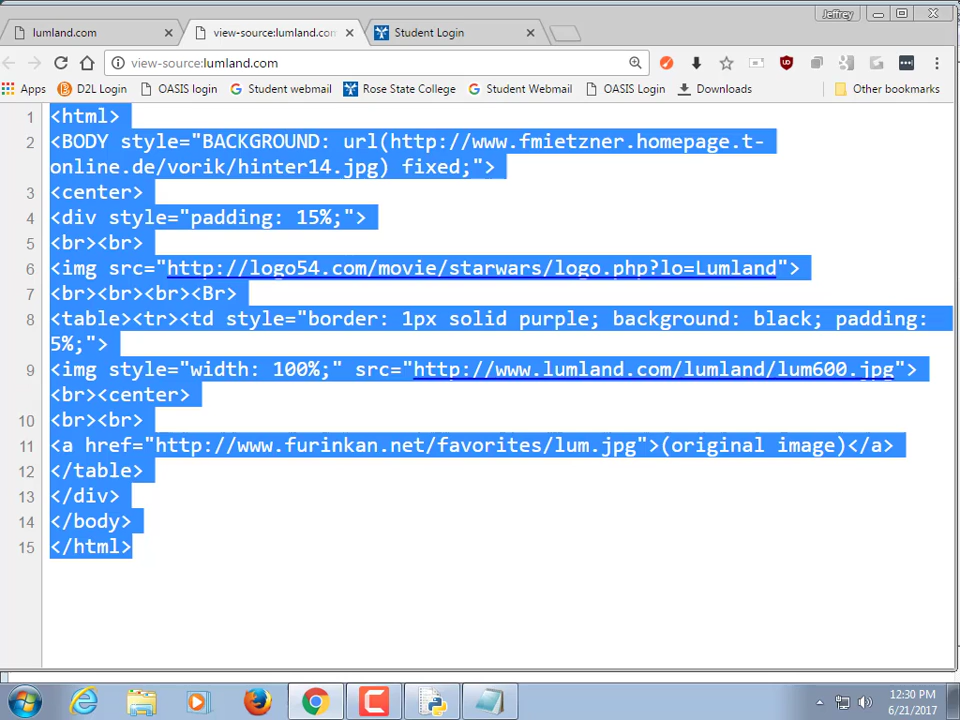 Jeffrey
lumland.com
view-source:lumland.com
Student Login
view-source:lumland.com
Apps
D2L Login
OASIS login
Student webmail
Rose State College
Student Webmail
OASIS Login
Downloads
Other bookmarks
1 <html>
2 <BODY style="BACKGROUND: url(http://www.fmietzner.homepage.t-
online.de/vorik/hinter14.jpg) fixed;">
3 <center>
4 <div style="padding: 15%;">
5 <br><br>
6 <img src="http://logo54.com/movie/starwars/logo.php?lo=Lumland">
7 <br><br><br><Br>
8 <table><tr><td style="border: 1px solid purple; background: black; padding:
5%;">
9 <img style="width: 100%;" src="http://www.lumland.com/lumland/lum600.jpg">
<br><center>
10 <br><br>
11 <a href="http://www.furinkan.net/favorites/lum.jpg">(original image)</a>
12 </table>
13 </div>
14 </body>
15 </html>
12:30 PM
6/21/2017